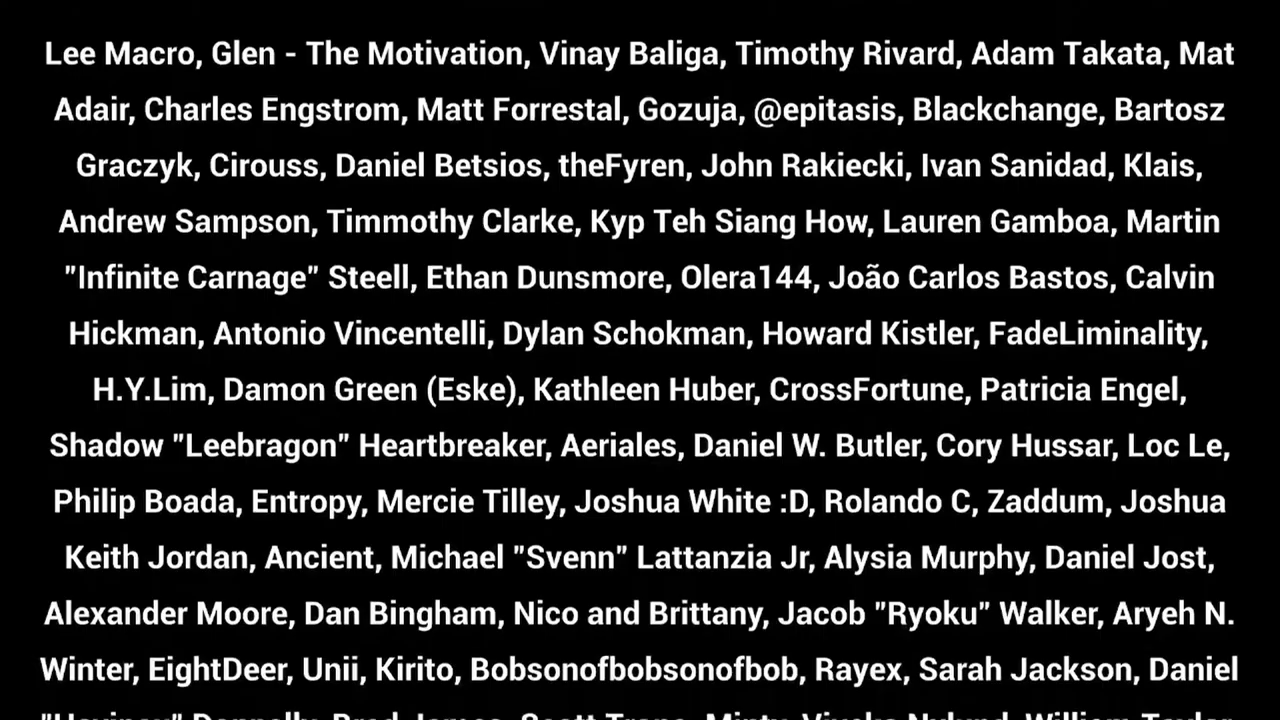 Lee Macro, Glen - The Motivation, Vinay Baliga, Timothy Rivard, Adam Takata, Mat
Adair, Charles Engstrom, Matt Forrestal, Gozuja, @epitasis, Blackchange, Bartosz
Graczyk, Cirouss, Daniel Betsios, theFyren, John Rakiecki, Ivan Sanidad, Klais,
Andrew Sampson, Timmothy Clarke, Kyp Teh Siang How, Lauren Gamboa, Martin
"Infinite Carnage" Steell, Ethan Dunsmore, Olera144, João Carlos Bastos, Calvin
Hickman, Antonio Vincentelli, Dylan Schokman, Howard Kistler, FadeLiminality,
H.Y.Lim, Damon Green (Eske), Kathleen Huber, CrossFortune, Patricia Engel,
Shadow "Leebragon" Heartbreaker, Aeriales, Daniel W. Butler, Cory Hussar, Loc Le,
Philip Boada, Entropy, Mercie Tilley, Joshua White :D, Rolando C, Zaddum, Joshua
Keith Jordan, Ancient, Michael "Svenn" Lattanzia Jr, Alysia Murphy, Daniel Jost,
Alexander Moore, Dan Bingham, Nico and Brittany, Jacob "Ryoku" Walker, Aryeh N.
Winter, EightDeer, Unii, Kirito, Bobsonofbobsonofbob, Rayex, Sarah Jackson, Daniel
Donnelly, Brad James, Scott